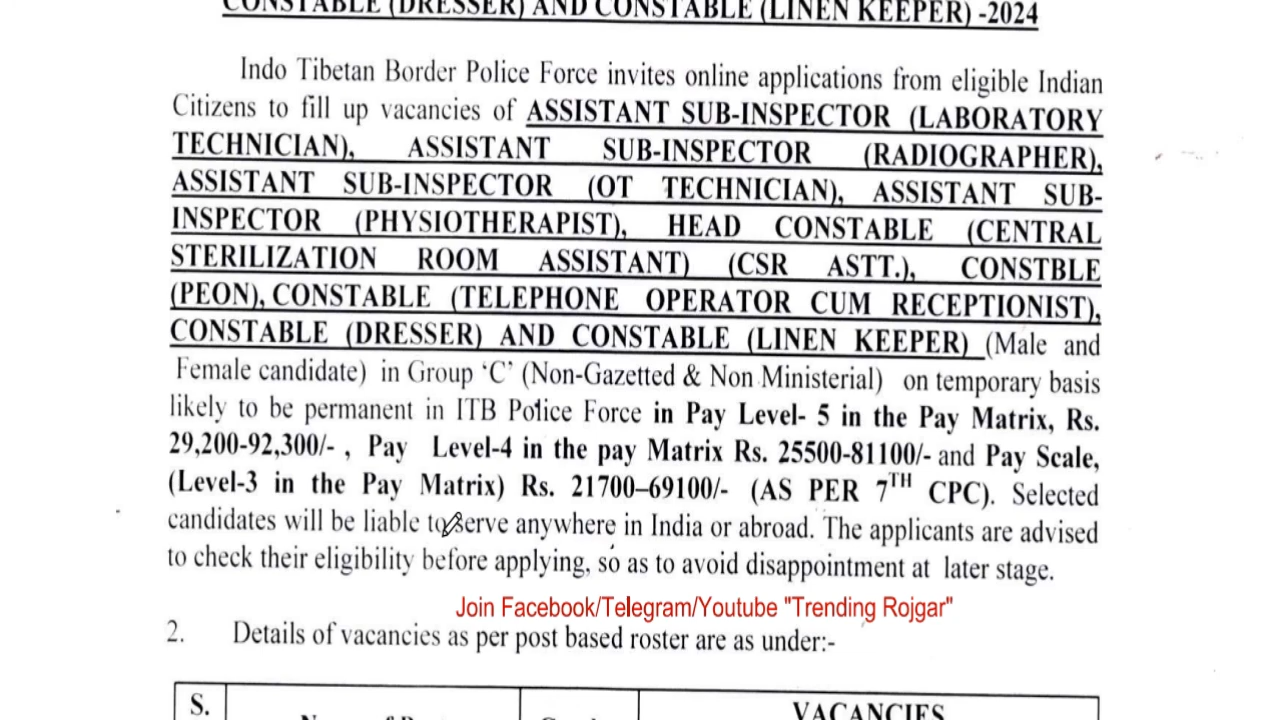 CONSTABLE (DRESSER) AND CONSTABLE (LINEN KEEPER) -2024
Indo Tibetan Border Police Force invites online applications from eligible Indian
Citizens to fill up vacancies of ASSISTANT SUB-INSPECTOR (LABORATORY
TECHNICIAN), ASSISTANT SUB-INSPECTOR (RADIOGRAPHER),
ASSISTANT SUB-INSPECTOR (OT TECHNICIAN), ASSISTANT SUB-
INSPECTOR (PHYSIOTHERAPIST), HEAD CONSTABLE (CENTRAL
STERILIZATION ROOM ASSISTANT) (CSR ASTT.), CONSTBLE
(PEON), CONSTABLE (TELEPHONE OPERATOR CUM RECEPTIONIST),
CONSTABLE (DRESSER) AND CONSTABLE (LINEN KEEPER) (Male and
Female candidate) in Group ‘C’ (Non-Gazetted & Non Ministerial) on temporary basis
likely to be permanent in ITB Police Force in Pay Level- 5 in the Pay Matrix, Rs.
29,200-92,300/- , Pay Level-4 in the pay Matrix Rs. 25500-81100/- and Pay Scale,
(Level-3 in the Pay Matrix) Rs. 21700–69100/- (AS PER 7TH CPC). Selected
candidates will be liable to serve anywhere in India or abroad. The applicants are advised
to check their eligibility before applying, so as to avoid disappointment at later stage.
Join Facebook/Telegram/Youtube "Trending Rojgar"
2. Details of vacancies as per post based roster are as under:-
S.
VACANCIES